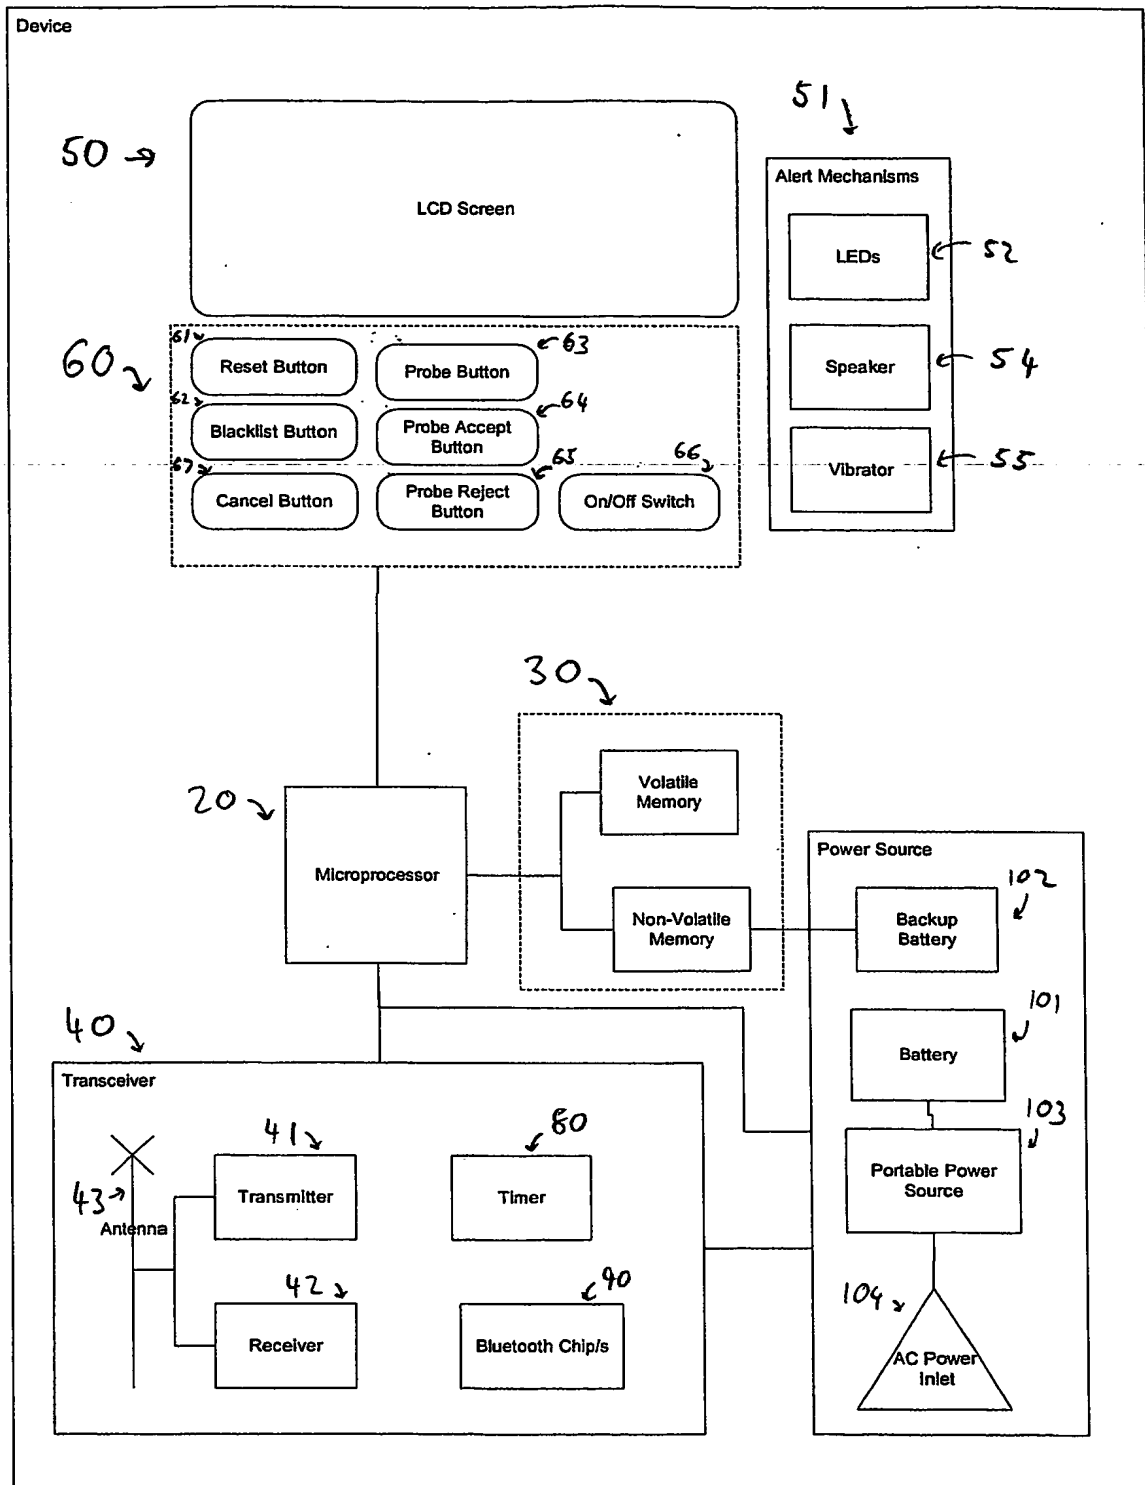 Device
51
50
Alert Mechanisms
LCD Screen
LEDs
52
61
63
60
Reset Button
Probe Button
Speaker
54
62
64
Blacklist Button
Probe Accept
Button
67
65
66
Vibrator
55
Cancel Button
Probe Reject
Button
On/Off Switch
30
20
Volatile
Memory
Microprocessor
Power Source
102
Non-Volatile
Memory
Backup
Battery
40
101
Battery
Transceiver
103
41
80
43
Transmitter
Timer
Portable Power
Source
Antenna
42
90
104
Receiver
Bluetooth Chip/s
AC Power
Inlet